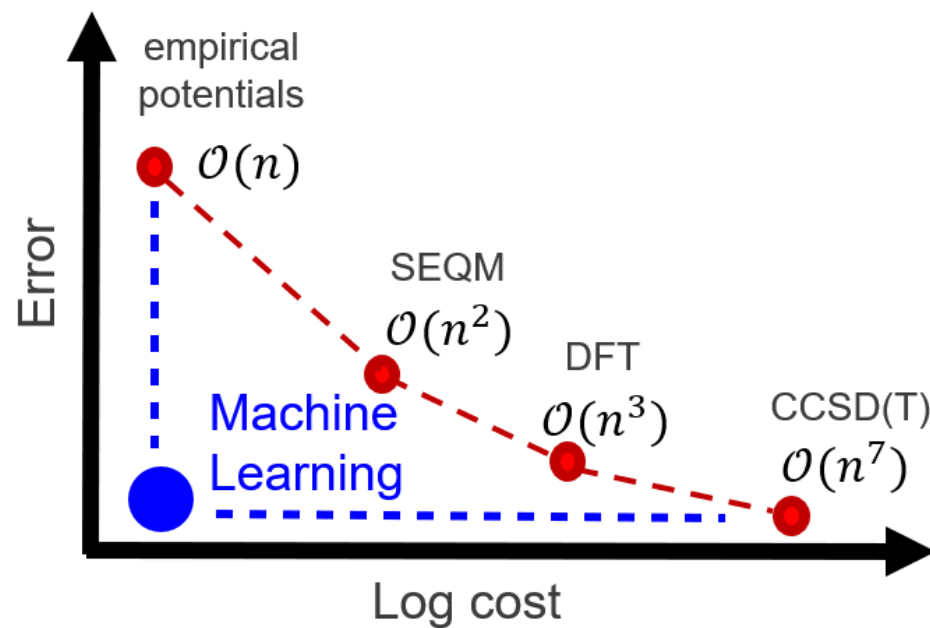 empirical
potentials
𝒪(n)
SEQM
𝒪(n²)
DFT
𝒪(n³)
CCSD(T)
𝒪(n⁷)
Machine
Learning
Error
Log cost